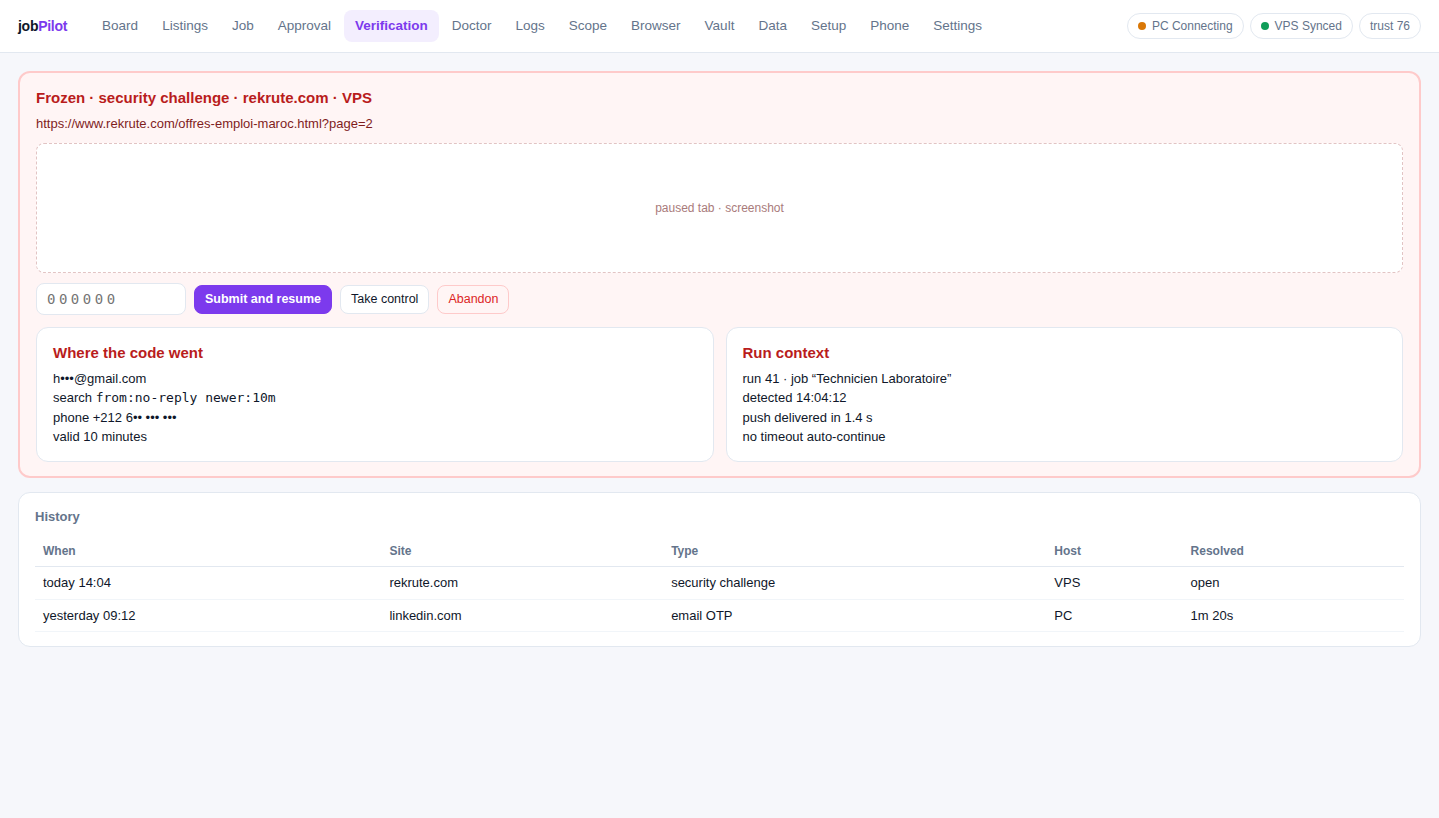 jobPilot Board Listings Job Approval Verification Doctor Logs Scope Browser Vault Data Setup Phone Settings PC Connecting VPS Synced trust 76
Frozen · security challenge · rekrute.com · VPS
https://www.rekrute.com/offres-emploi-maroc.html?page=2
paused tab · screenshot
000000 Submit and resume Take control Abandon
Where the code went
h•••@gmail.com
search from:no-reply newer:10m
phone +212 6•• ••• •••
valid 10 minutes
Run context
run 41 · job “Technicien Laboratoire”
detected 14:04:12
push delivered in 1.4 s
no timeout auto-continue
History
When Site Type Host Resolved
today 14:04 rekrute.com security challenge VPS open
yesterday 09:12 linkedin.com email OTP PC 1m 20s